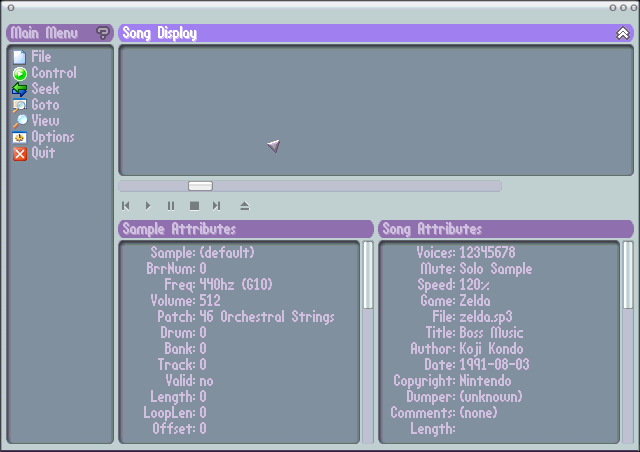 Main Menu ?
File
Control
Seek
Goto
View
Options
Quit
Song Display
Sample Attributes
Sample: (default)
BrrNum: 0
Freq: 440hz (G10)
Volume: 512
Patch: 46 Orchestral Strings
Drum: 0
Bank: 0
Track: 0
Valid: no
Length: 0
LoopLen: 0
Offset: 0
Song Attributes
Voices: 12345678
Mute: Solo Sample
Speed: 120%
Game: Zelda
File: zelda.sp3
Title: Boss Music
Author: Koji Kondo
Date: 1991-08-03
Copyright: Nintendo
Dumper: (unknown)
Comments: (none)
Length: